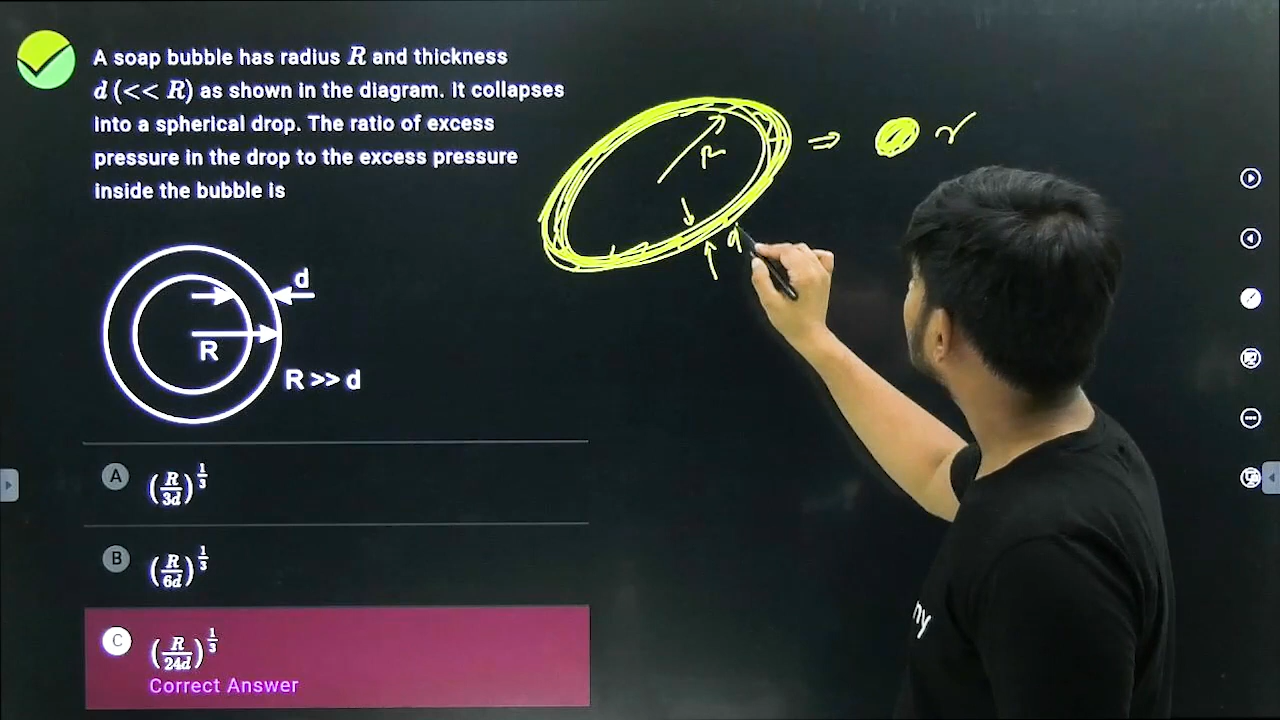 A soap bubble has radius R and thickness
d (<< R) as shown in the diagram. It collapses
into a spherical drop. The ratio of excess
pressure in the drop to the excess pressure
inside the bubble is
R
d
⇒
r
d
R
R >> d
A (R/3d)^1/3
B (R/6d)^1/3
C (R/24d)^1/3
Correct Answer
ny